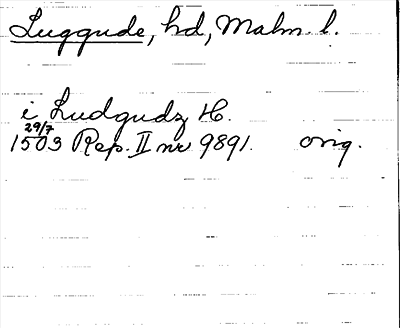 Luggude, hd, Malm. l.
i Ludgudz H.
29/7
1503 Rep. II nr 9891. orig.